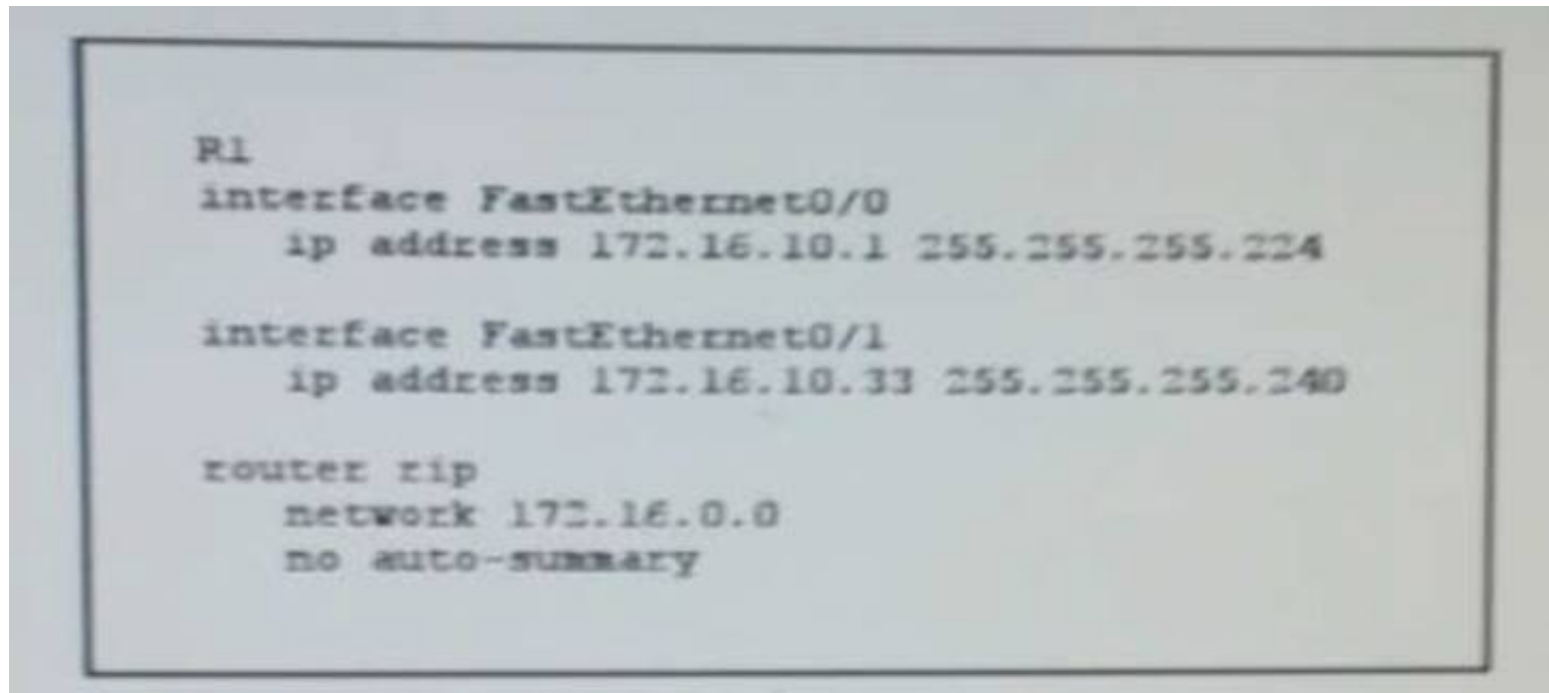 R1
interface FastEthernet0/0
ip address 172.16.10.1 255.255.255.224
interface FastEthernet0/1
ip address 172.16.10.33 255.255.255.240
router rip
network 172.16.0.0
no auto-summary